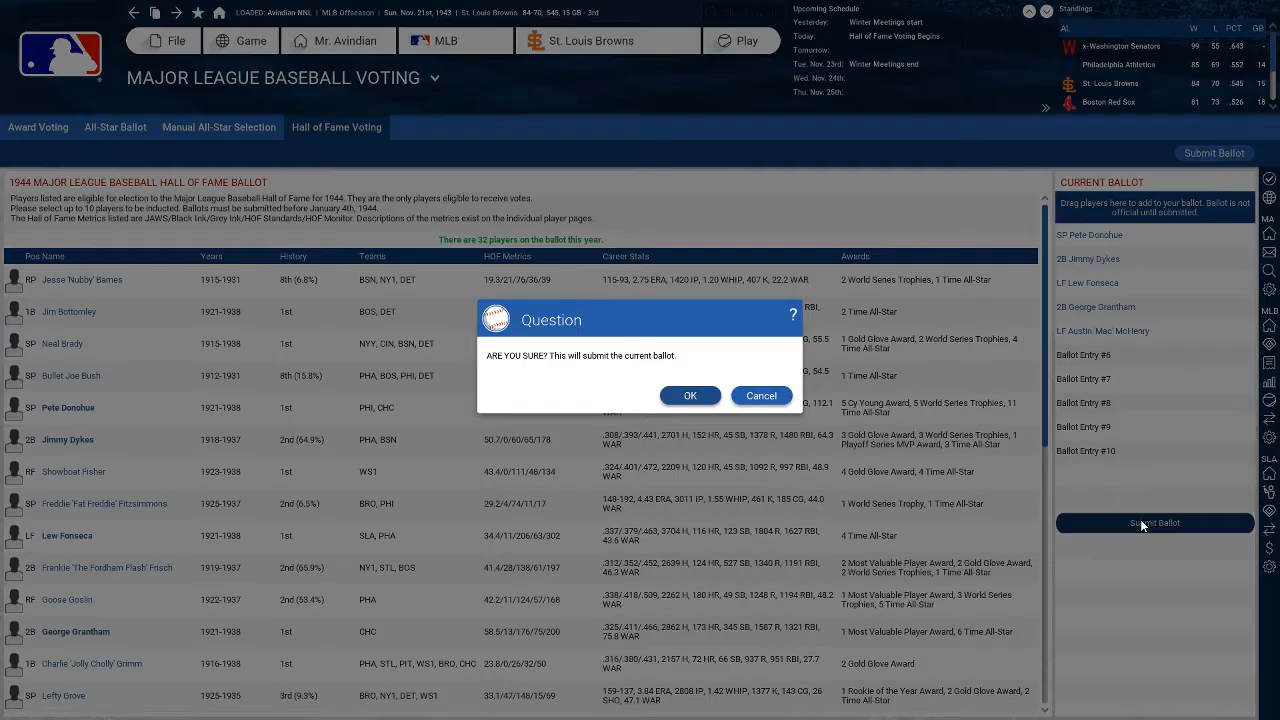 LOADED: Avindian NNL | MLB Offseason | Sun. Nov. 21st, 1943 | St. Louis Browns 84-70, .545, 15 GB - 3rd
File
Game
Mr. Avindian
MLB
St. Louis Browns
Play
MAJOR LEAGUE BASEBALL VOTING
Upcoming Schedule
Yesterday: Winter Meetings start
Today: Hall of Fame Voting Begins
Tomorrow:
Tue. Nov. 23rd: Winter Meetings end
Wed. Nov. 24th:
Thu. Nov. 25th:
Standings
AL W L PCT GB
x-Washington Senators 99 55 .643 -
Philadelphia Athletics 85 69 .552 14
St. Louis Browns 84 70 .545 15
Boston Red Sox 81 73 .526 18
Award Voting
All-Star Ballot
Manual All-Star Selection
Hall of Fame Voting
Submit Ballot
1944 MAJOR LEAGUE BASEBALL HALL OF FAME BALLOT
Players listed are eligible for election to the Major League Baseball Hall of Fame for 1944. They are the only players eligible to receive votes.
Please select up to 10 players to be inducted. Ballots must be submitted before January 4th, 1944.
The Hall of Fame Metrics listed are JAWS/Black Ink/Grey Ink/HOF Standards/HOF Monitor. Descriptions of the metrics exist on the individual player pages.
There are 32 players on the ballot this year.
Pos Name Years History Teams HOF Metrics Career Stats Awards
RP Jesse 'Nubby' Barnes 1915-1931 8th (6.8%) BSN, NY1, DET 19.3/21/76/36/39 115-93, 2.75 ERA, 1420 IP, 1.20 WHIP, 407 K, 22.2 WAR 2 World Series Trophies, 1 Time All-Star
1B Jim Bottomley 1921-1938 1st BOS, DET RBI, 2 Time All-Star
SP Neal Brady 1st NYY, CIN, BSN, DET G, 55.5 1 Gold Glove Award, 2 World Series Trophies, 4
Time All-Star
SP Bullet Joe Bush 1912-1931 8th (15.8%) PHA, BOS, PHI, DET G, 1 Time All-Star
SP Pete Donohue 1921-1938 1st PHI, CHC 112.1 5 Cy Young Award, 5 World Series Trophies, 11
WAR Time All-Star
2B Jimmy Dykes 1918-1937 2nd (64.9%) PHA, BSN 50.7/0/60/65/178 .308/.393/.441, 2701 H, 152 HR, 45 SB, 1378 R, 1480 RBI, 64.3
WAR 3 Gold Glove Award, 3 World Series Trophies, 1
Playoff Series MVP Award, 3 Time All-Star
RF Showboat Fisher 1923-1938 1st WS1 43.4/0/111/48/134 .324/.401/.472, 2209 H, 120 HR, 45 SB, 1092 R, 997 RBI, 48.9
WAR 4 Gold Glove Award, 4 Time All-Star
SP Freddie 'Fat Freddie' Fitzsimmons 1925-1937 2nd (6.5%) BRO, PHI 29.2/4/74/11/17 148-192, 4.43 ERA, 3011 IP, 1.55 WHIP, 461 K, 185 CG, 44.0
WAR 1 World Series Trophy, 1 Time All-Star
LF Lew Fonseca 1923-1938 1st SLA, PHA 34.4/11/206/63/302 .337/.379/.463, 3704 H, 116 HR, 123 SB, 1804 R, 1627 RBI,
43.6 WAR 4 Time All-Star
2B Frankie 'The Fordham Flash' Frisch 1919-1937 2nd (65.9%) NY1, STL, BOS 41.4/28/138/61/197 .312/.352/.452, 2639 H, 124 HR, 527 SB, 1340 R, 1191 RBI,
46.3 WAR 2 Most Valuable Player Award, 2 Gold Glove Award,
2 World Series Trophies, 1 Time All-Star
RF Goose Goslin 1922-1937 2nd (53.4%) PHA 42.2/11/124/57/168 .338/.418/.509, 2262 H, 180 HR, 49 SB, 1248 R, 1194 RBI, 48.2
WAR 1 Most Valuable Player Award, 3 World Series
Trophies, 5 Time All-Star
2B George Grantham 1921-1938 1st CHC 58.5/13/176/75/200 .325/.411/.466, 2862 H, 173 HR, 345 SB, 1587 R, 1321 RBI,
75.8 WAR 1 Most Valuable Player Award, 6 Time All-Star
1B Charlie 'Jolly Cholly' Grimm 1916-1938 1st PHA, STL, PIT, WS1, BRO, CHC 23.8/0/26/32/50 .316/.380/.431, 2157 H, 72 HR, 66 SB, 937 R, 951 RBI, 27.7
WAR 2 Gold Glove Award
SP Lefty Grove 1925-1935 3rd (9.3%) BRO, NY1, DET, WS1 33.1/47/148/15/69 159-137, 3.84 ERA, 2808 IP, 1.42 WHIP, 1377 K, 143 CG, 26
SHO, 47.1 WAR 1 Rookie of the Year Award, 2 Gold Glove Award, 2
Time All-Star
Question
?
ARE YOU SURE? This will submit the current ballot.
OK
Cancel
CURRENT BALLOT
Drag players here to add to your ballot. Ballot is not
official until submitted.
SP Pete Donohue
2B Jimmy Dykes
LF Lew Fonseca
2B George Grantham
LF Austin 'Mac' McHenry
Ballot Entry #6
Ballot Entry #7
Ballot Entry #8
Ballot Entry #9
Ballot Entry #10
Submit Ballot
MA
MLB
SLA